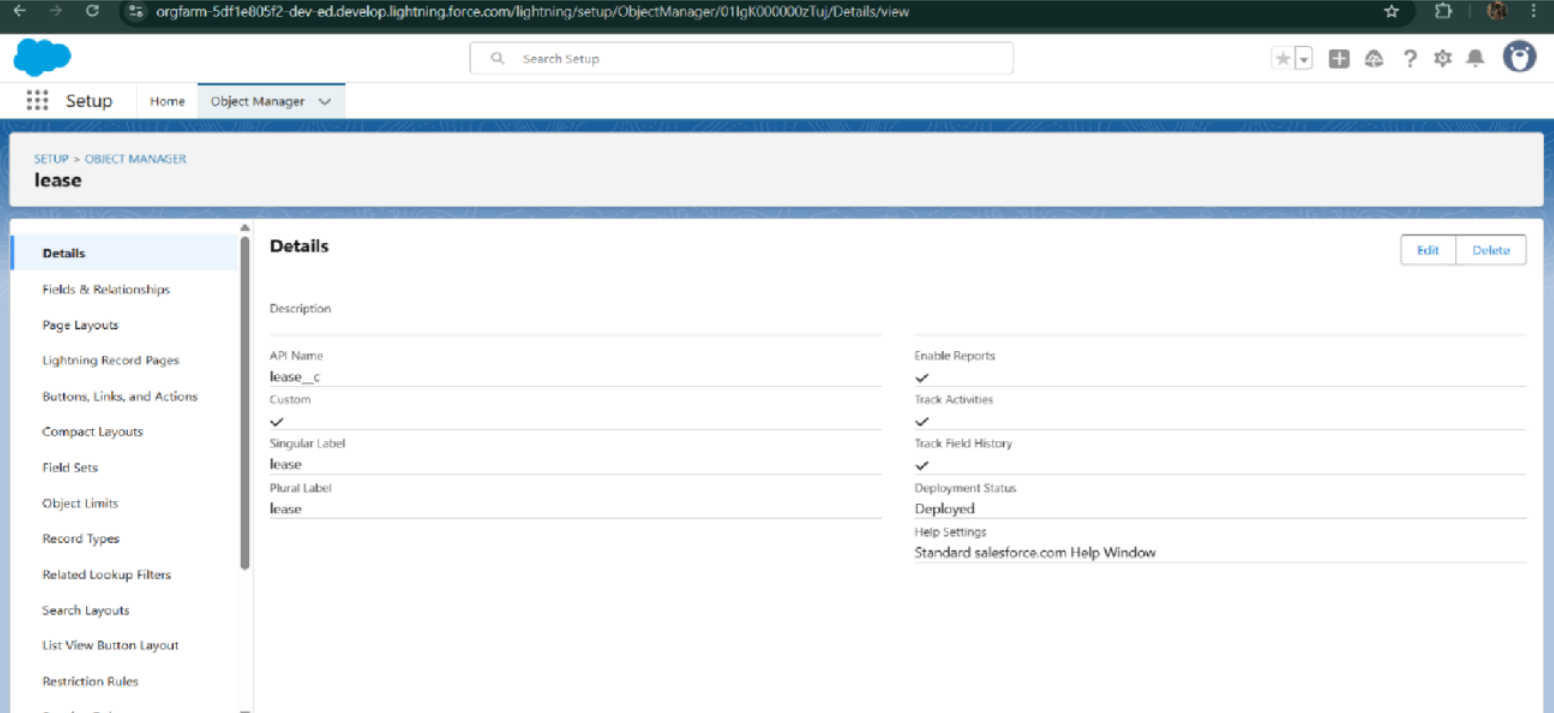 orgfarm-5df1e805f2-dev-ed.develop.lightning.force.com/lightning/setup/ObjectManager/01IgK000000zTuj/Details/view
Search Setup
Setup
Home
Object Manager
SETUP > OBJECT MANAGER
lease
Details
Fields & Relationships
Page Layouts
Lightning Record Pages
Buttons, Links, and Actions
Compact Layouts
Field Sets
Object Limits
Record Types
Related Lookup Filters
Search Layouts
List View Button Layout
Restriction Rules
Details
Edit
Delete
Description
API Name
lease__c
Custom
Singular Label
lease
Plural Label
lease
Enable Reports
Track Activities
Track Field History
Deployment Status
Deployed
Help Settings
Standard salesforce.com Help Window